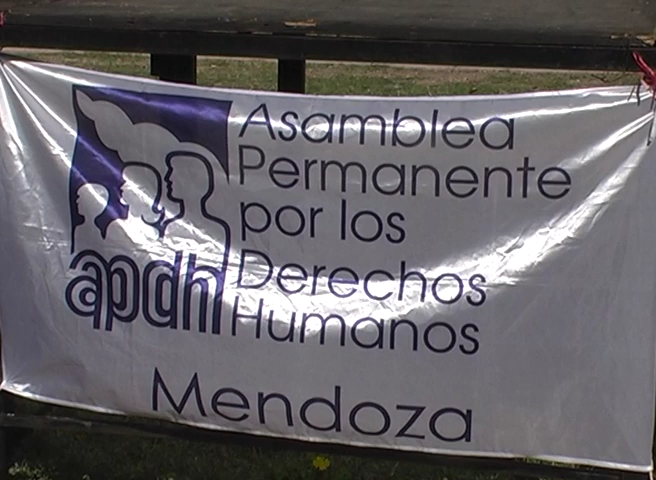 Asamblea
Permanente
por los
Derechos
Humanos
apdh
Mendoza